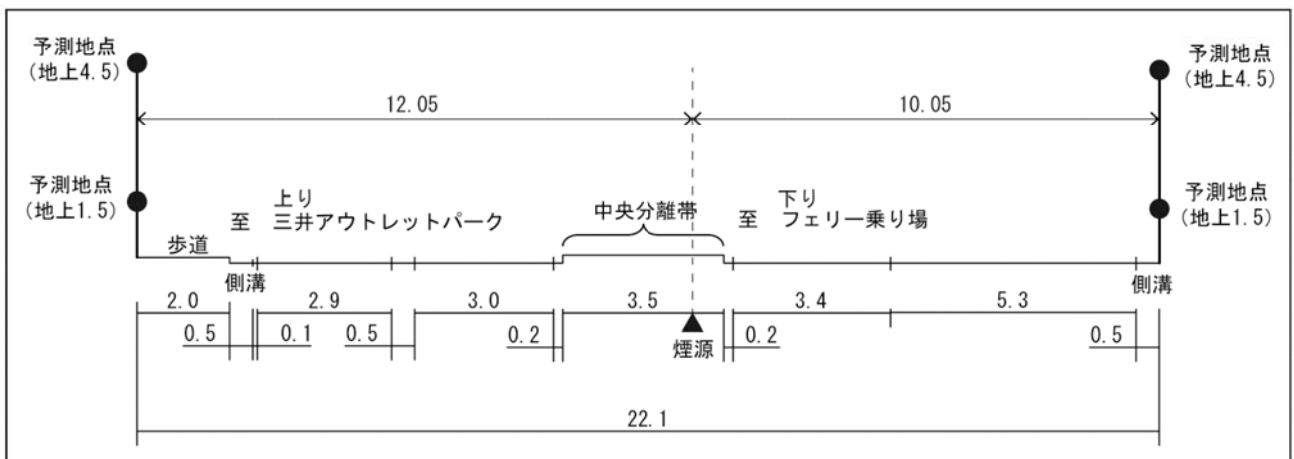 予測地点
(地上4.5)
予測地点
(地上4.5)
12.05
10.05
予測地点
(地上1.5)
上り
至 三井アウトレットパーク
中央分離帯
下り
至 フェリー乗り場
予測地点
(地上1.5)
歩道
側溝
側溝
2.0
2.9
3.0
3.5
3.4
5.3
0.5
0.1
0.5
0.2
煙源
0.2
0.5
22.1